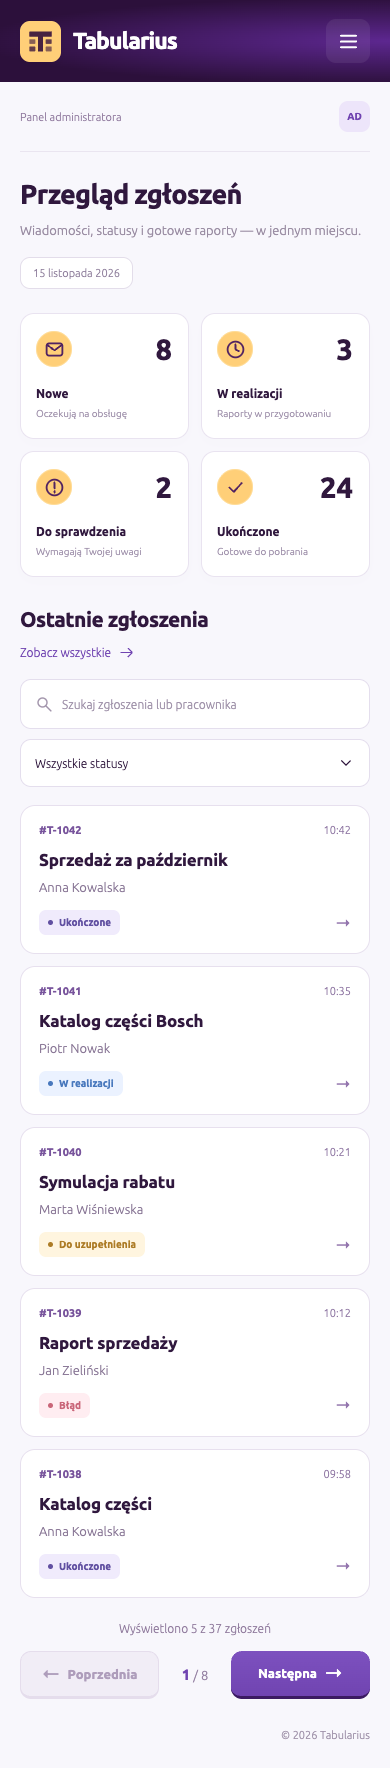 Tabularius
Panel administratora
AD
Przegląd zgłoszeń
Wiadomości, statusy i gotowe raporty — w jednym miejscu.
15 listopada 2026
8
Nowe
Oczekują na obsługę
3
W realizacji
Raporty w przygotowaniu
2
Do sprawdzenia
Wymagają Twojej uwagi
24
Ukończone
Gotowe do pobrania
Ostatnie zgłoszenia
Zobacz wszystkie →
Szukaj zgłoszenia lub pracownika
Wszystkie statusy
#T-1042 10:42
Sprzedaż za październik
Anna Kowalska
• Ukończone →
#T-1041 10:35
Katalog części Bosch
Piotr Nowak
• W realizacji →
#T-1040 10:21
Symulacja rabatu
Marta Wiśniewska
• Do uzupełnienia →
#T-1039 10:12
Raport sprzedaży
Jan Zieliński
• Błąd →
#T-1038 09:58
Katalog części
Anna Kowalska
• Ukończone →
Wyświetlono 5 z 37 zgłoszeń
← Poprzednia 1 / 8 Następna →
© 2026 Tabularius